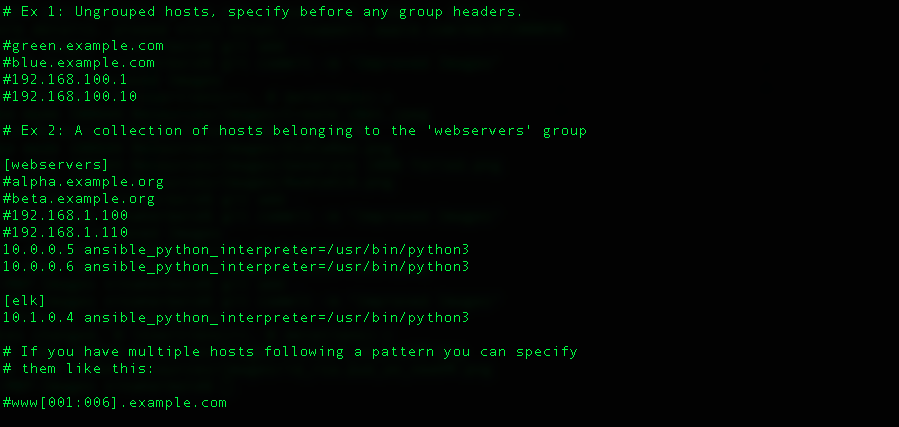 # Ex 1: Ungrouped hosts, specify before any group headers.
#green.example.com
#blue.example.com
#192.168.100.1
#192.168.100.10
# Ex 2: A collection of hosts belonging to the 'webservers' group
[webservers]
#alpha.example.org
#beta.example.org
#192.168.1.100
#192.168.1.110
10.0.0.5 ansible_python_interpreter=/usr/bin/python3
10.0.0.6 ansible_python_interpreter=/usr/bin/python3
[elk]
10.1.0.4 ansible_python_interpreter=/usr/bin/python3
# If you have multiple hosts following a pattern you can specify
# them like this:
#www[001:006].example.com